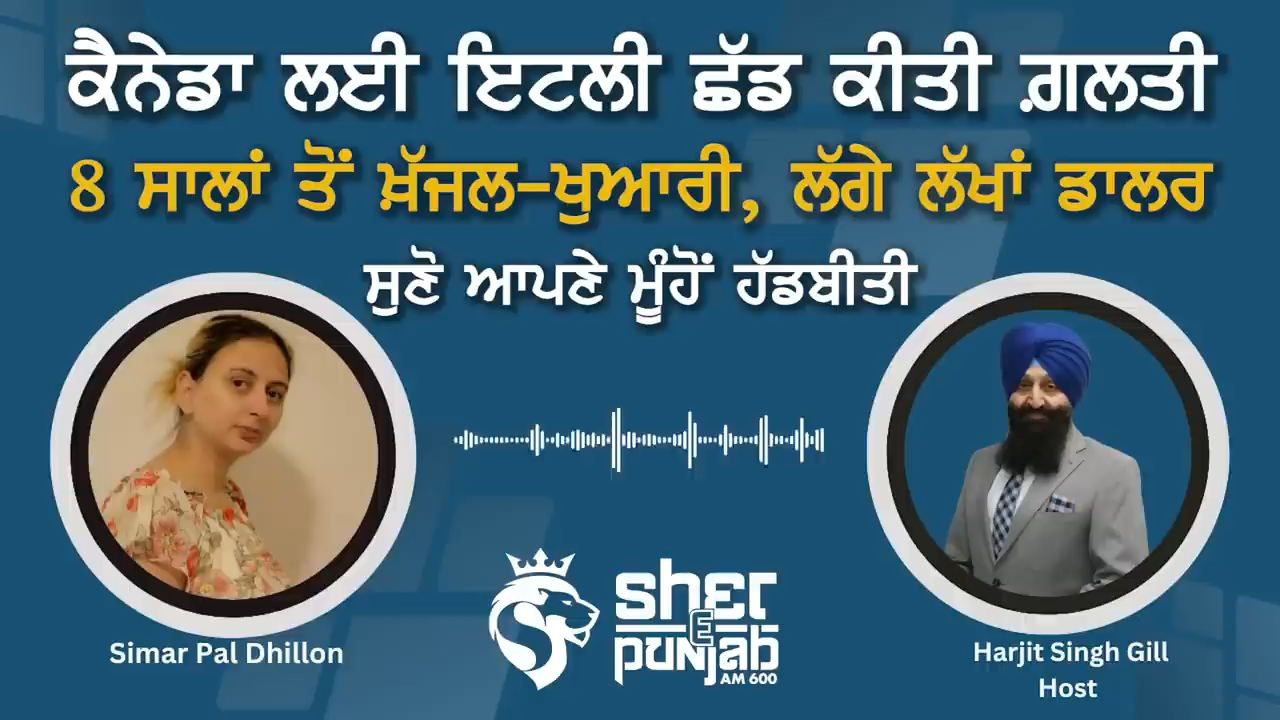 ਕੈਨੇਡਾ ਲਈ ਇਟਲੀ ਛੱਡ ਕੀਤੀ ਗ਼ਲਤੀ
8 ਸਾਲਾਂ ਤੋਂ ਖ਼ੱਜਲ-ਖੁਆਰੀ, ਲੱਗੇ ਲੱਖਾਂ ਡਾਲਰ
ਸੁਣੋ ਆਪਣੇ ਮੂੰਹੋਂ ਹੱਡਬੀਤੀ
Simar Pal Dhillon
Sher
E
Punjab
AM 600
Harjit Singh Gill
Host